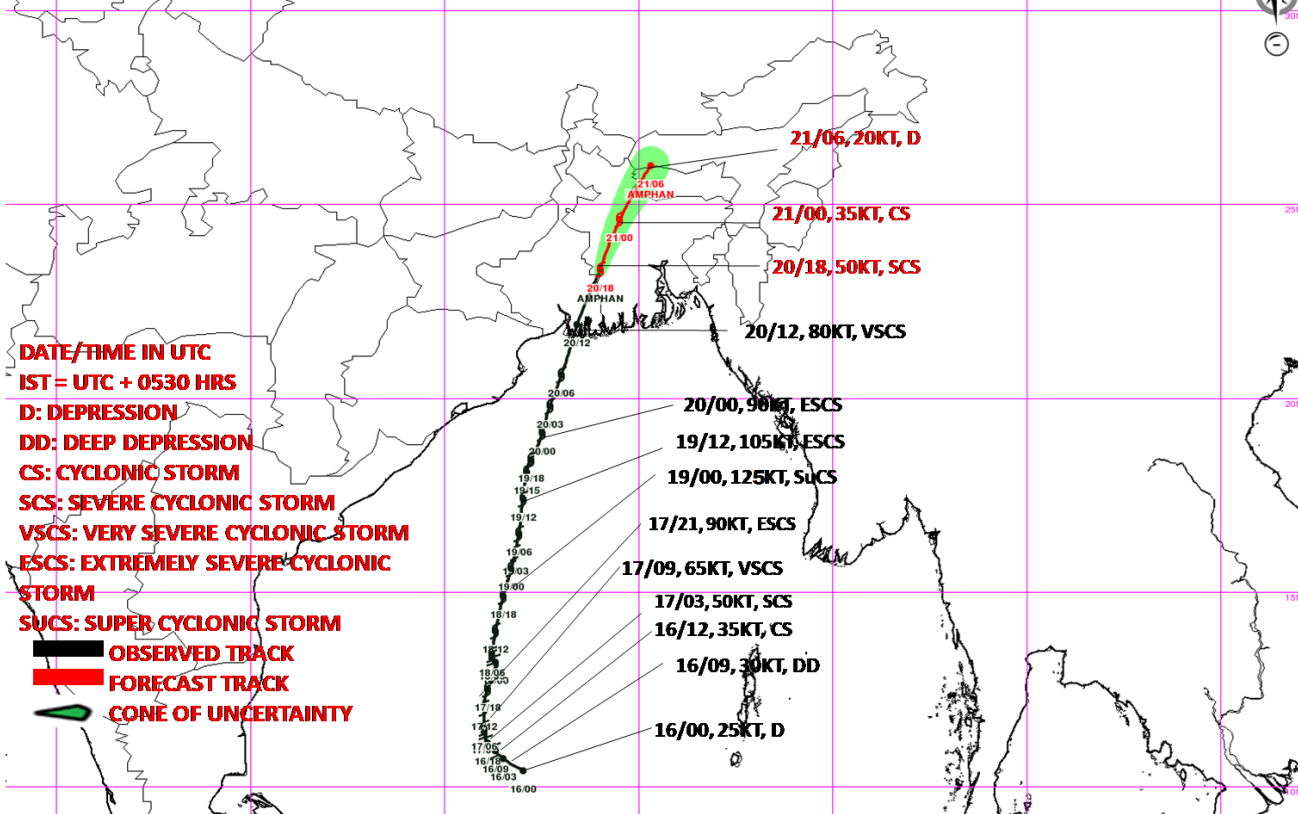 30
21/06, 20KT, D
21/06
AMPHAN
25
21/00, 35KT, CS
21/00
20/18, 50KT, SCS
20/18
AMPHAN
20/12, 80KT, VSCS
20/12
DATE/TIME IN UTC
IST = UTC + 0530 HRS
D: DEPRESSION
DD: DEEP DEPRESSION
CS: CYCLONIC STORM
SCS: SEVERE CYCLONIC STORM
VSCS: VERY SEVERE CYCLONIC STORM
ESCS: EXTREMELY SEVERE CYCLONIC
STORM
SUCS: SUPER CYCLONIC STORM
OBSERVED TRACK
FORECAST TRACK
CONE OF UNCERTAINTY
20/06
20
20/00, 90KT, ESCS
20/03
19/12, 105KT, ESCS
20/00
19/00, 125KT, SuCS
19/18
19/15
19/12
17/21, 90KT, ESCS
19/06
19/03
17/09, 65KT, VSCS
19/00
15
17/03, 50KT, SCS
18/18
16/12, 35KT, CS
18/12
16/09, 30KT, DD
18/06
17/18
17/12
16/00, 25KT, D
17/06
16/18
16/09
16/03
16/00